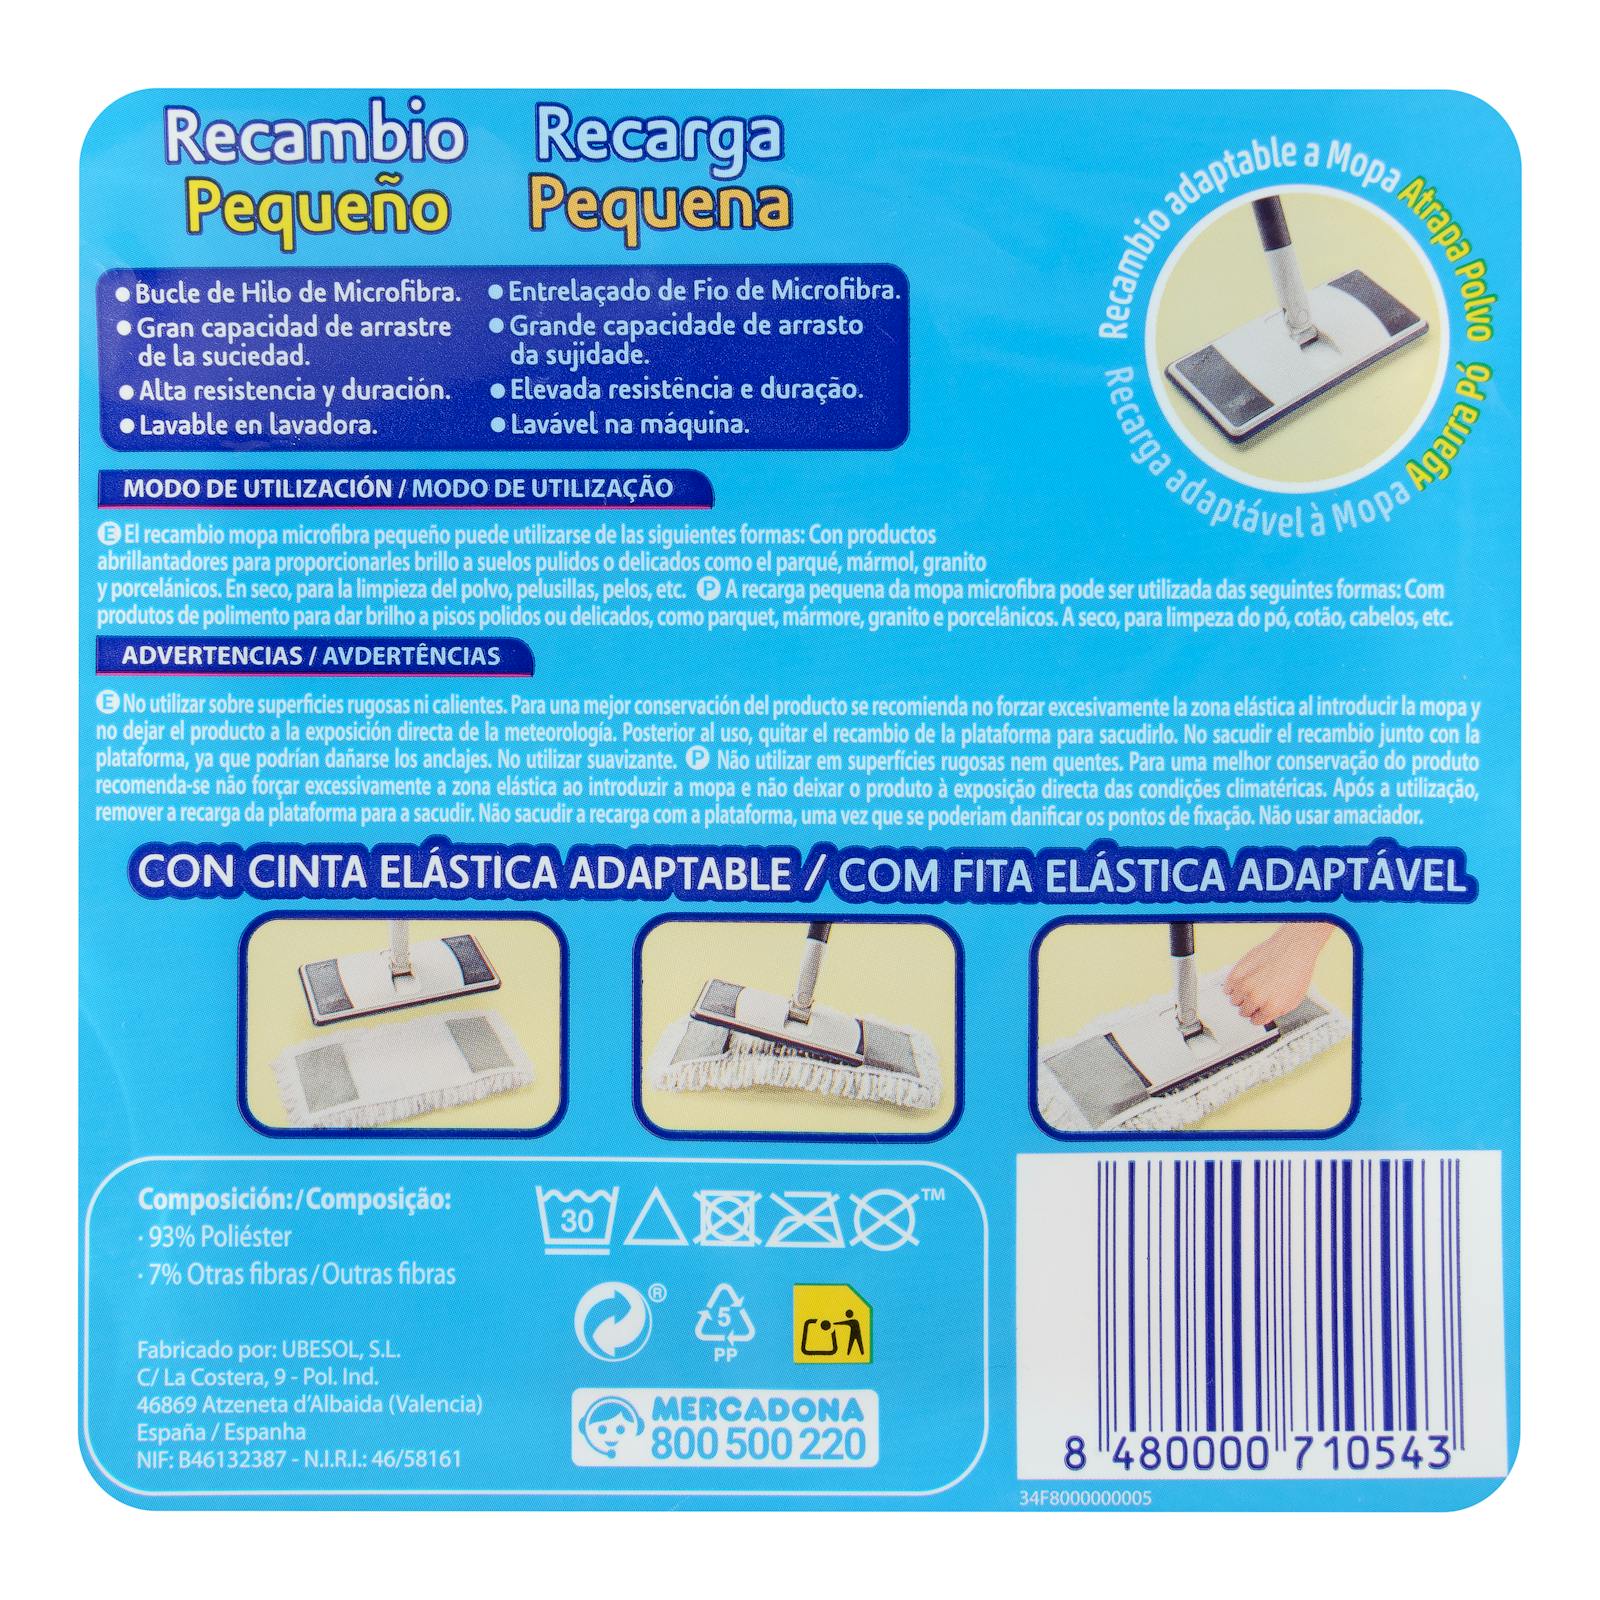 Recambio
Pequeño
Recarga
Pequena
Recambio adaptable a Mopa Atrapa Polvo
Recarga adaptável à Mopa Agarra Pó
• Bucle de Hilo de Microfibra.
• Gran capacidad de arrastre
de la suciedad.
• Alta resistencia y duración.
• Lavable en lavadora.
• Entrelaçado de Fio de Microfibra.
• Grande capacidade de arrasto
da sujidade.
• Elevada resistência e duração.
• Lavável na máquina.
MODO DE UTILIZACIÓN / MODO DE UTILIZAÇÃO
E El recambio mopa microfibra pequeño puede utilizarse de las siguientes formas: Con productos
abrillantadores para proporcionarles brillo a suelos pulidos o delicados como el parqué, mármol, granito
y porcelánicos. En seco, para la limpieza del polvo, pelusillas, pelos, etc. P A recarga pequena da mopa microfibra pode ser utilizada das seguintes formas: Com
produtos de polimento para dar brilho a pisos polidos ou delicados, como parquet, mármore, granito e porcelânicos. A seco, para limpeza do pó, cotão, cabelos, etc.
ADVERTENCIAS / AVDERTÊNCIAS
E No utilizar sobre superficies rugosas ni calientes. Para una mejor conservación del producto se recomienda no forzar excesivamente la zona elástica al introducir la mopa y
no dejar el producto a la exposición directa de la meteorología. Posterior al uso, quitar el recambio de la plataforma para sacudirlo. No sacudir el recambio junto con la
plataforma, ya que podrían dañarse los anclajes. No utilizar suavizante. P Não utilizar em superfícies rugosas nem quentes. Para uma melhor conservação do produto
recomenda-se não forçar excessivamente a zona elástica ao introduzir a mopa e não deixar o produto à exposição directa das condições climatéricas. Após a utilização,
remover a recarga da plataforma para a sacudir. Não sacudir a recarga com a plataforma, uma vez que se poderiam danificar os pontos de fixação. Não usar amaciador.
CON CINTA ELÁSTICA ADAPTABLE / COM FITA ELÁSTICA ADAPTÁVEL
Composición:/Composição:
· 93% Poliéster
· 7% Otras fibras/Outras fibras
Fabricado por: UBESOL, S.L.
C/ La Costera, 9 - Pol. Ind.
46869 Atzeneta d'Albaida (Valencia)
España / Espanha
NIF: B46132387 - N.I.R.I.: 46/58161
30
TM
®
5
PP
MERCADONA
800 500 220
8 480000 710543
34F8000000005